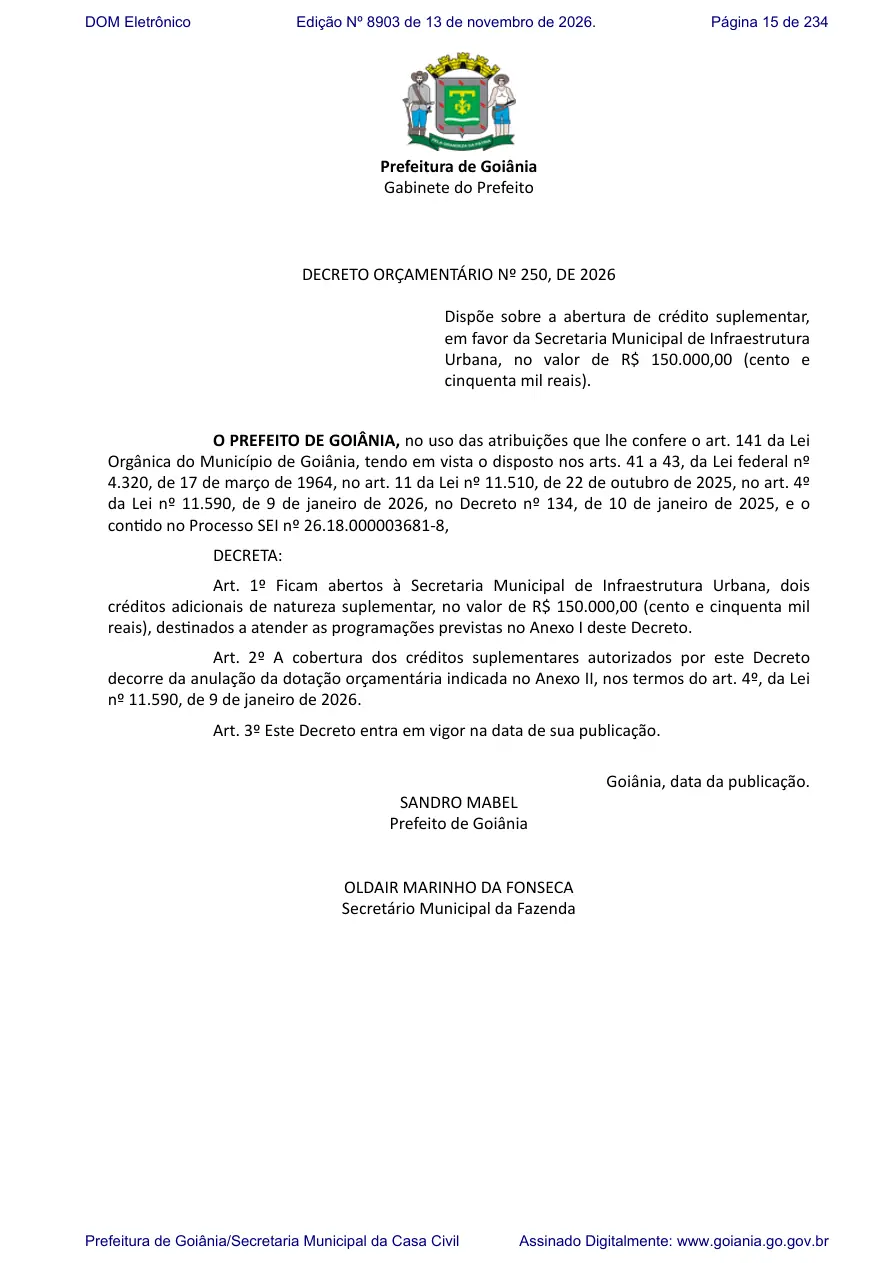 DOM Eletrônico Edição Nº 8903 de 13 de novembro de 2026. Página 15 de 234
PELA GRANDEZA DA PÁTRIA
Prefeitura de Goiânia
Gabinete do Prefeito
DECRETO ORÇAMENTÁRIO Nº 250, DE 2026
Dispõe sobre a abertura de crédito suplementar,
em favor da Secretaria Municipal de Infraestrutura
Urbana, no valor de R$ 150.000,00 (cento e
cinquenta mil reais).
O PREFEITO DE GOIÂNIA, no uso das atribuições que lhe confere o art. 141 da Lei
Orgânica do Município de Goiânia, tendo em vista o disposto nos arts. 41 a 43, da Lei federal nº
4.320, de 17 de março de 1964, no art. 11 da Lei nº 11.510, de 22 de outubro de 2025, no art. 4º
da Lei nº 11.590, de 9 de janeiro de 2026, no Decreto nº 134, de 10 de janeiro de 2025, e o
contido no Processo SEI nº 26.18.000003681-8,
DECRETA:
Art. 1º Ficam abertos à Secretaria Municipal de Infraestrutura Urbana, dois
créditos adicionais de natureza suplementar, no valor de R$ 150.000,00 (cento e cinquenta mil
reais), destinados a atender as programações previstas no Anexo I deste Decreto.
Art. 2º A cobertura dos créditos suplementares autorizados por este Decreto
decorre da anulação da dotação orçamentária indicada no Anexo II, nos termos do art. 4º, da Lei
nº 11.590, de 9 de janeiro de 2026.
Art. 3º Este Decreto entra em vigor na data de sua publicação.
Goiânia, data da publicação.
SANDRO MABEL
Prefeito de Goiânia
OLDAIR MARINHO DA FONSECA
Secretário Municipal da Fazenda
Prefeitura de Goiânia/Secretaria Municipal da Casa Civil Assinado Digitalmente: www.goiania.go.gov.br